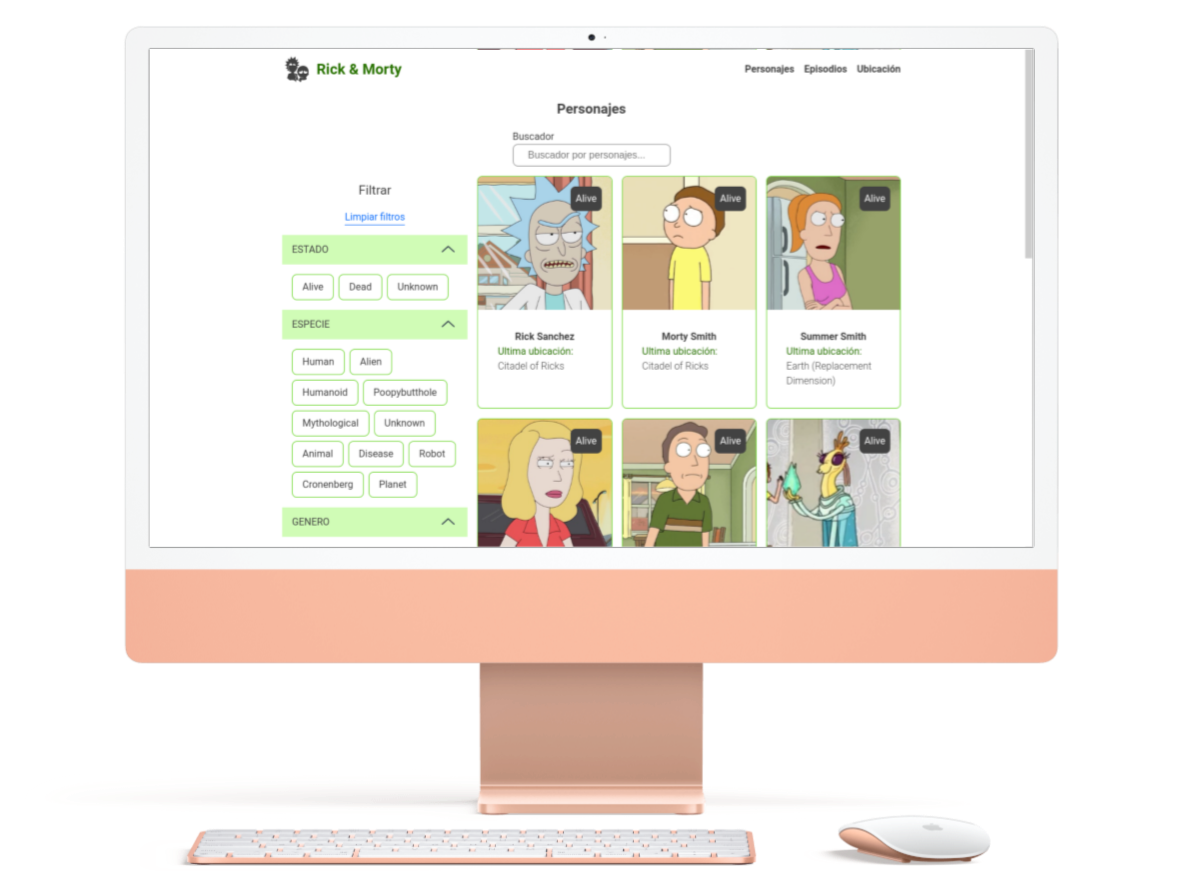 Rick & Morty
Personajes Episodios Ubicación
Personajes
Buscador
Buscador por personajes...
Filtrar
Limpiar filtros
ESTADO
Alive Dead Unknown
ESPECIE
Human Alien
Humanoid Poopybutthole
Mythological Unknown
Animal Disease Robot
Cronenberg Planet
GENERO
Alive
Rick Sanchez
Ultima ubicación:
Citadel of Ricks
Alive
Morty Smith
Ultima ubicación:
Citadel of Ricks
Alive
Summer Smith
Ultima ubicación:
Earth (Replacement
Dimension)
Alive
Alive
Alive